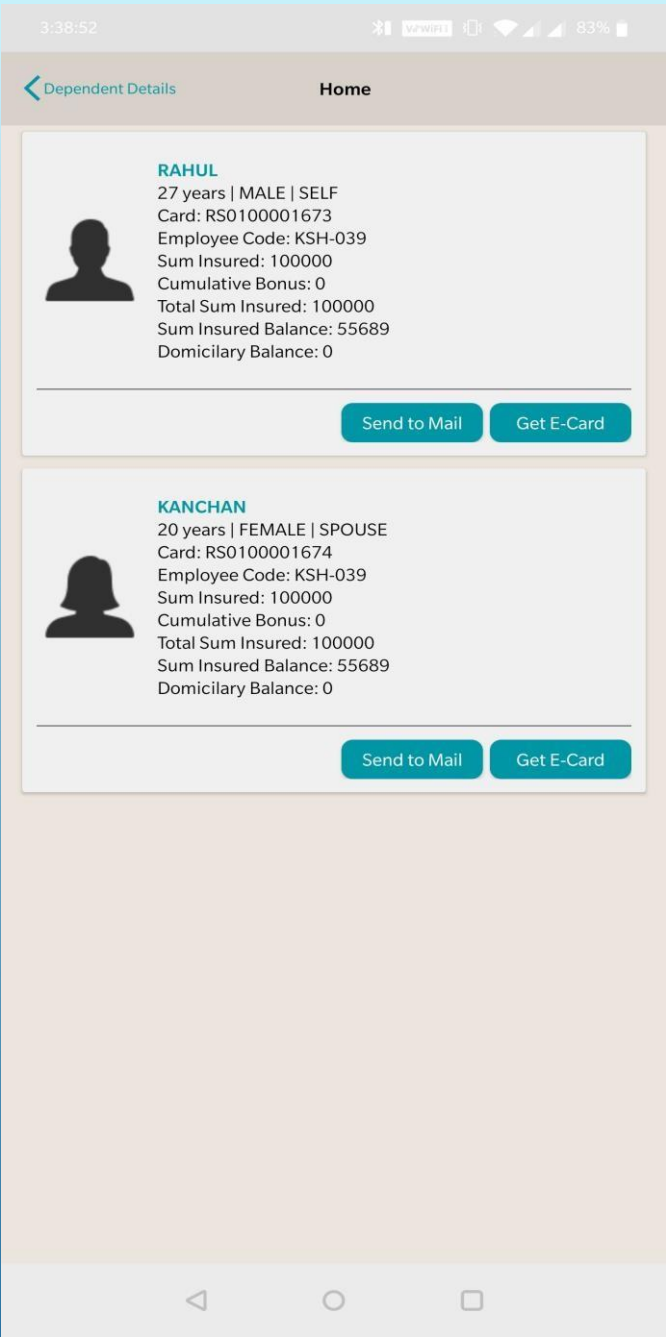 3:38:52
83%
Dependent Details
Home
RAHUL
27 years | MALE | SELF
Card: RS0100001673
Employee Code: KSH-039
Sum Insured: 100000
Cumulative Bonus: 0
Total Sum Insured: 100000
Sum Insured Balance: 55689
Domicilary Balance: 0
Send to Mail
Get E-Card
KANCHAN
20 years | FEMALE | SPOUSE
Card: RS0100001674
Employee Code: KSH-039
Sum Insured: 100000
Cumulative Bonus: 0
Total Sum Insured: 100000
Sum Insured Balance: 55689
Domicilary Balance: 0
Send to Mail
Get E-Card